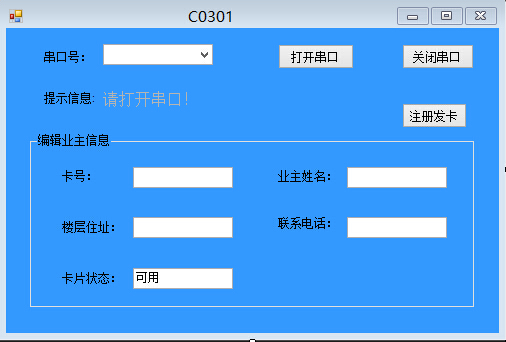 C0301
串口号： 打开串口 关闭串口
提示信息: 请打开串口！
注册发卡
编辑业主信息
卡号： 业主姓名：
楼层住址： 联系电话：
卡片状态： 可用